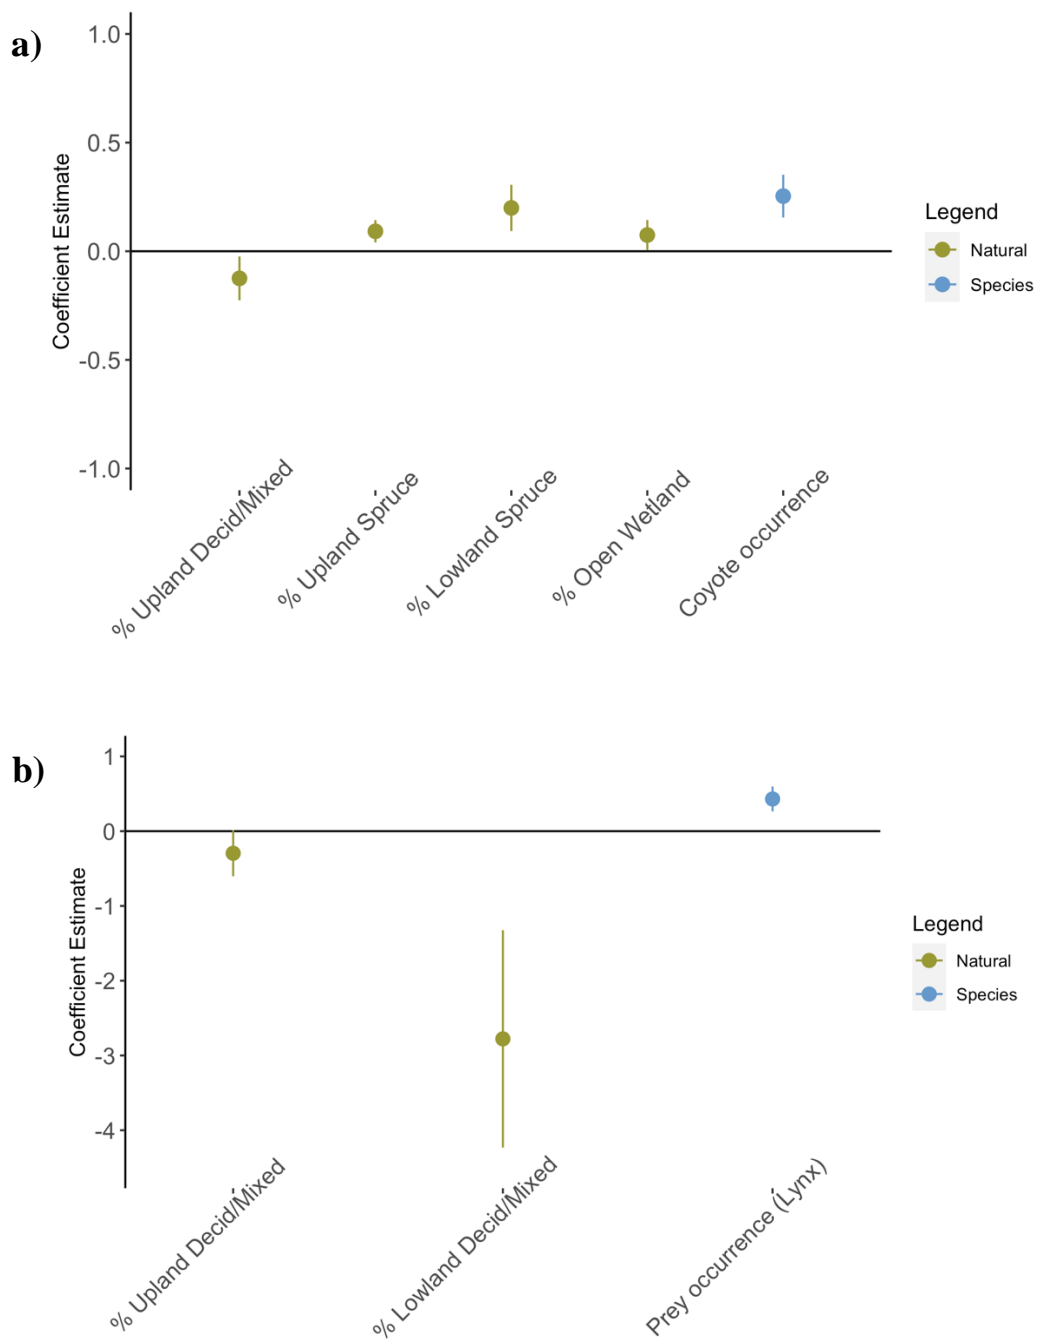 a)
1.0
0.5
0.0
-0.5
-1.0
Coefficient Estimate
% Upland Decid/Mixed
% Upland Spruce
% Lowland Spruce
% Open Wetland
Coyote occurrence
Legend
Natural
Species
b)
1
0
-1
-2
-3
-4
Coefficient Estimate
% Upland Decid/Mixed
% Lowland Decid/Mixed
Prey occurrence (Lynx)
Legend
Natural
Species